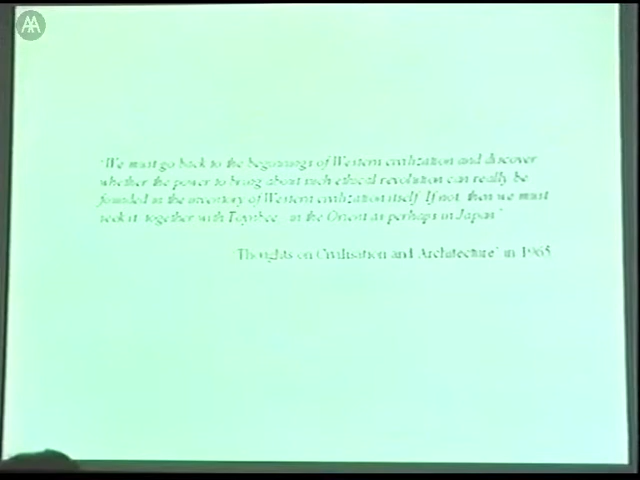 AA
"We must go back to the beginnings of Western civilization and discover
whether the power to bring about such ethical revolution can really be
founded in the inventory of Western civilization itself. If not, then we must
seek it, together with Toynbee, in the Orient as perhaps in Japan"
'Thoughts on Civilisation and Architecture' in 1965